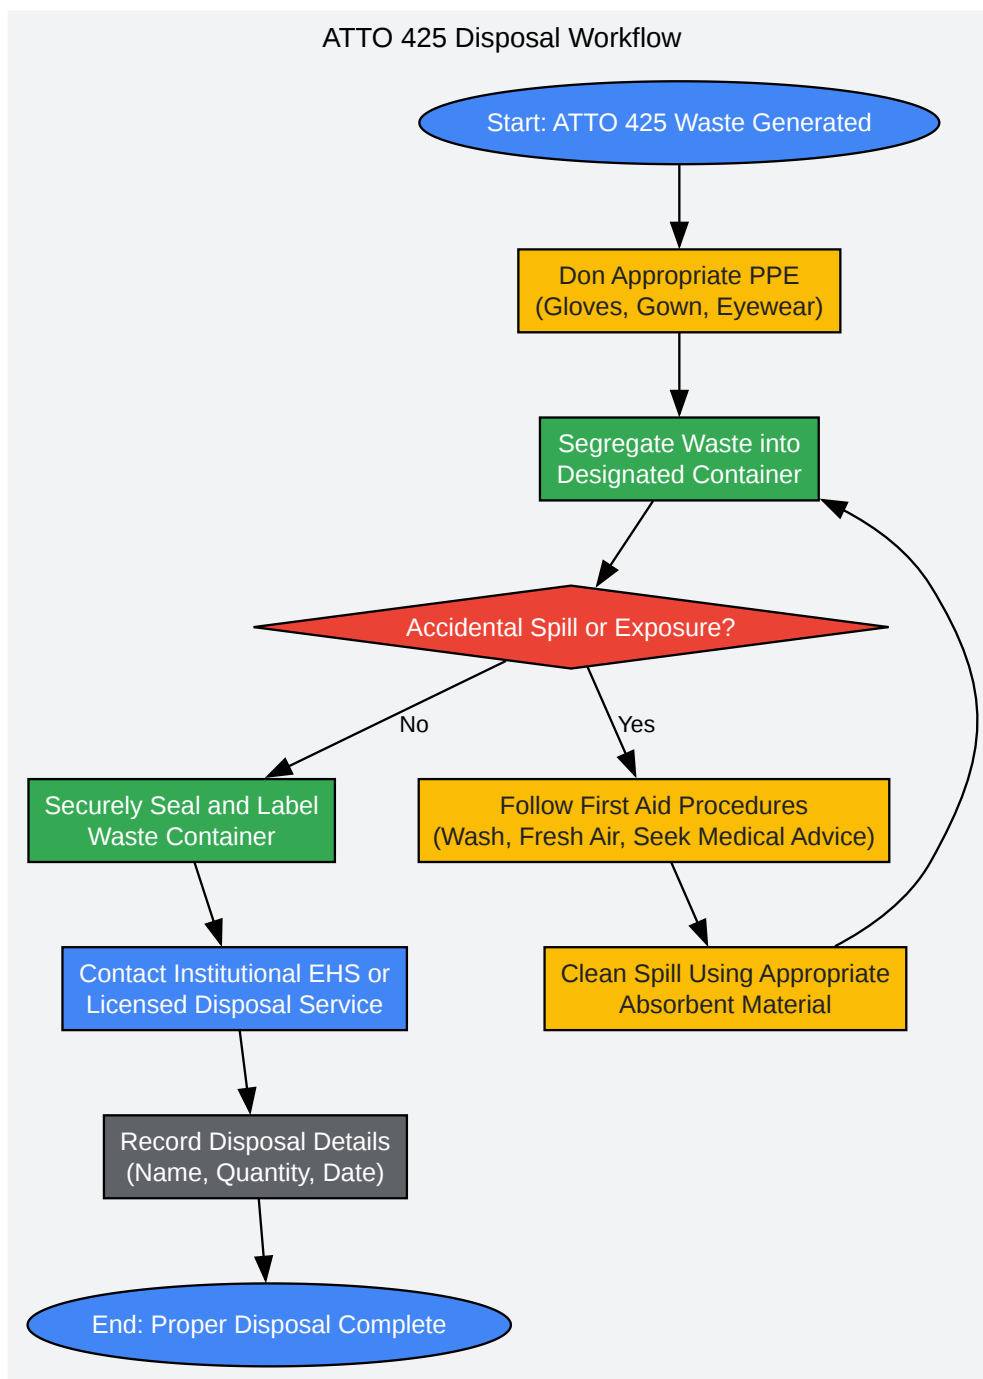 ATTO 425 Disposal Workflow
Start: ATTO 425 Waste Generated
Don Appropriate PPE
(Gloves, Gown, Eyewear)
Segregate Waste into
Designated Container
Accidental Spill or Exposure?
No
Yes
Securely Seal and Label
Waste Container
Follow First Aid Procedures
(Wash, Fresh Air, Seek Medical Advice)
Contact Institutional EHS or
Licensed Disposal Service
Clean Spill Using Appropriate
Absorbent Material
Record Disposal Details
(Name, Quantity, Date)
End: Proper Disposal Complete